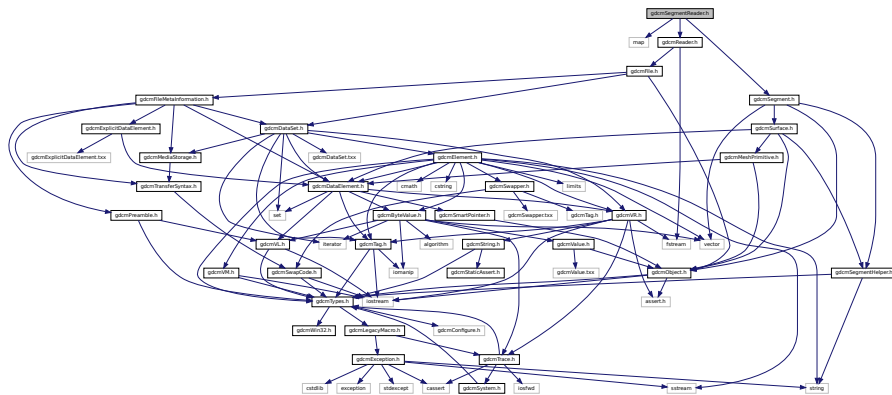 gdcmSegmentReader.h
map
gdcmReader.h
gdcmFile.h
gdcmFileMetaInformation.h
gdcmSegment.h
gdcmExplicitDataElement.h
gdcmDataSet.h
gdcmSurface.h
gdcmExplicitDataElement.txx
gdcmMediaStorage.h
gdcmDataSet.txx
gdcmElement.h
gdcmMeshPrimitive.h
gdcmTransferSyntax.h
gdcmDataElement.h
cmath
cstring
gdcmSwapper.h
limits
gdcmPreamble.h
set
gdcmByteValue.h
gdcmSmartPointer.h
gdcmSwapper.txx
gdcmTag.h
gdcmVR.h
gdcmVL.h
iterator
gdcmTag.h
algorithm
gdcmString.h
gdcmValue.h
fstream
vector
gdcmVM.h
gdcmSwapCode.h
iomanip
gdcmStaticAssert.h
gdcmValue.txx
gdcmObject.h
gdcmSegmentHelper.h
gdcmTypes.h
iostream
assert.h
gdcmWin32.h
gdcmLegacyMacro.h
gdcmConfigure.h
gdcmException.h
gdcmTrace.h
cstdlib
exception
stdexcept
cassert
gdcmSystem.h
iosfwd
sstream
string